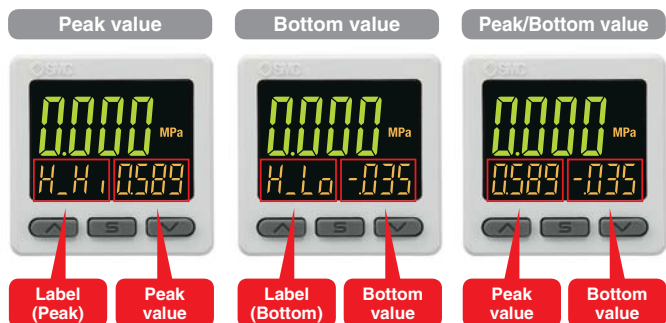 Peak value
Bottom value
Peak/Bottom value
SMC
SMC
SMC
0.000 MPa
0.000 MPa
0.000 MPa
H_Hi 0.589
H_Lo -.035
0.589 -.035
S
S
S
Label
(Peak)
Peak
value
Label
(Bottom)
Bottom
value
Peak
value
Bottom
value